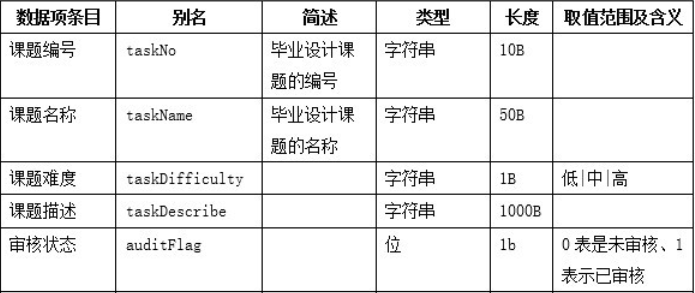 数据项条目 别名 简述 类型 长度 取值范围及含义
课题编号 taskNo 毕业设计课 字符串 10B
题的编号
课题名称 taskName 毕业设计课 字符串 50B
题的名称
课题难度 taskDifficulty 字符串 1B 低|中|高
课题描述 taskDescribe 字符串 1000B
审核状态 auditFlag 位 1b 0表是未审核、1
表示已审核